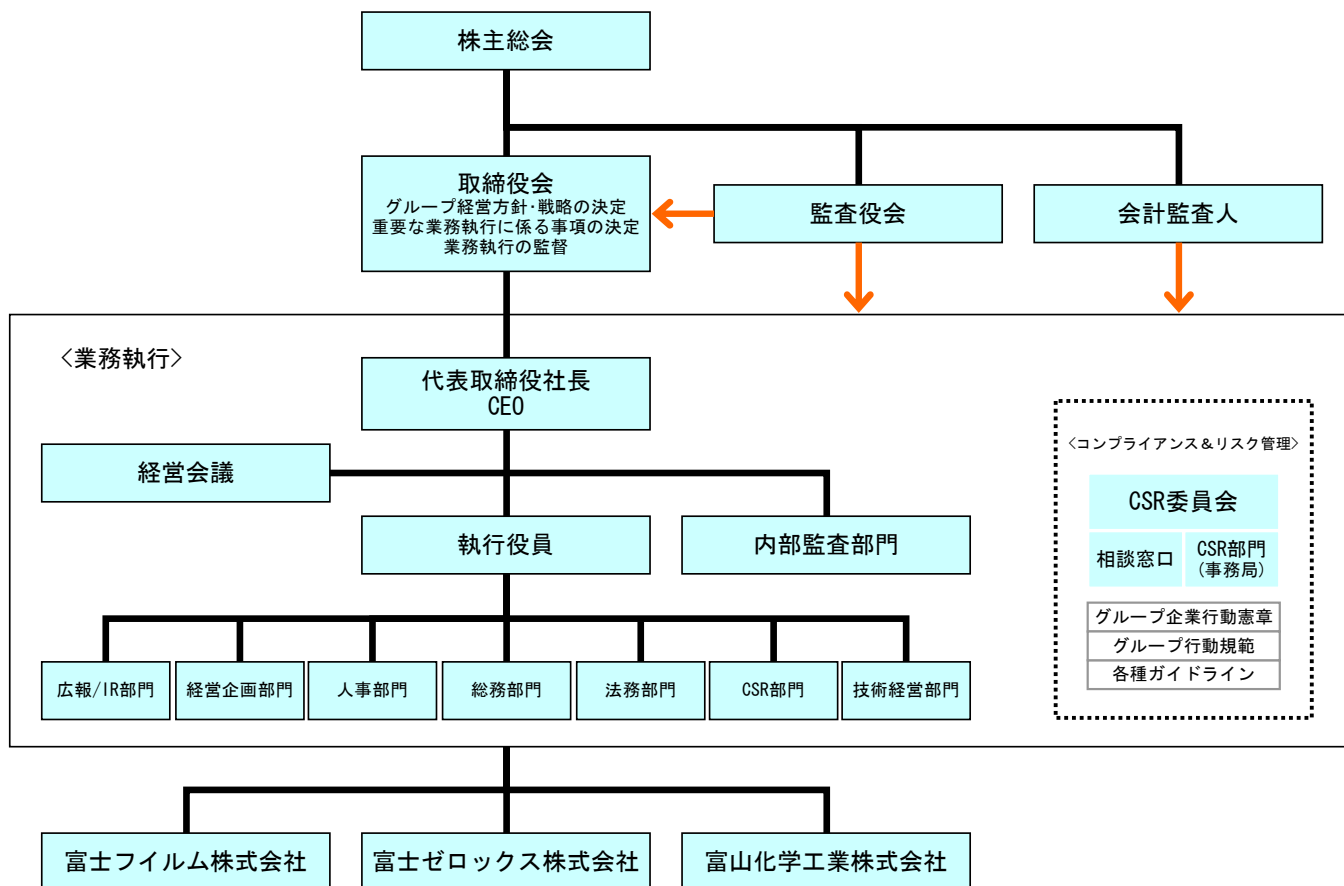 株主総会
取締役会
グループ経営方針・戦略の決定
重要な業務執行に係る事項の決定
業務執行の監督
監査役会
会計監査人
〈業務執行〉
代表取締役社長
CEO
経営会議
執行役員
内部監査部門
広報/IR部門
経営企画部門
人事部門
総務部門
法務部門
CSR部門
技術経営部門
〈コンプライアンス＆リスク管理〉
CSR委員会
相談窓口
CSR部門
(事務局)
グループ企業行動憲章
グループ行動規範
各種ガイドライン
富士フイルム株式会社
富士ゼロックス株式会社
富山化学工業株式会社